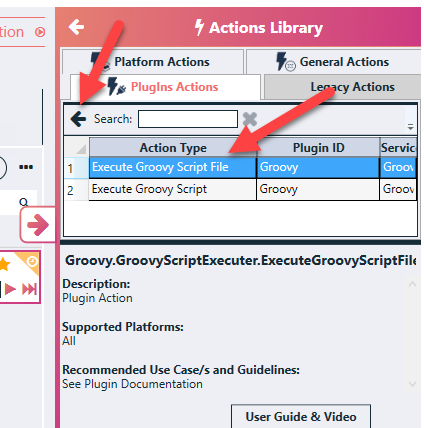 tion
Actions Library
Platform Actions
General Actions
PlugIns Actions
Legacy Actions
Search:
Action Type Plugin ID Servic
1 Execute Groovy Script File Groovy Groov
2 Execute Groovy Script Groovy Groov
Groovy.GroovyScriptExecuter.ExecuteGroovyScriptFile
Description:
Plugin Action
Supported Platforms:
All
Recommended Use Case/s and Guidelines:
See Plugin Documentation
User Guide & Video